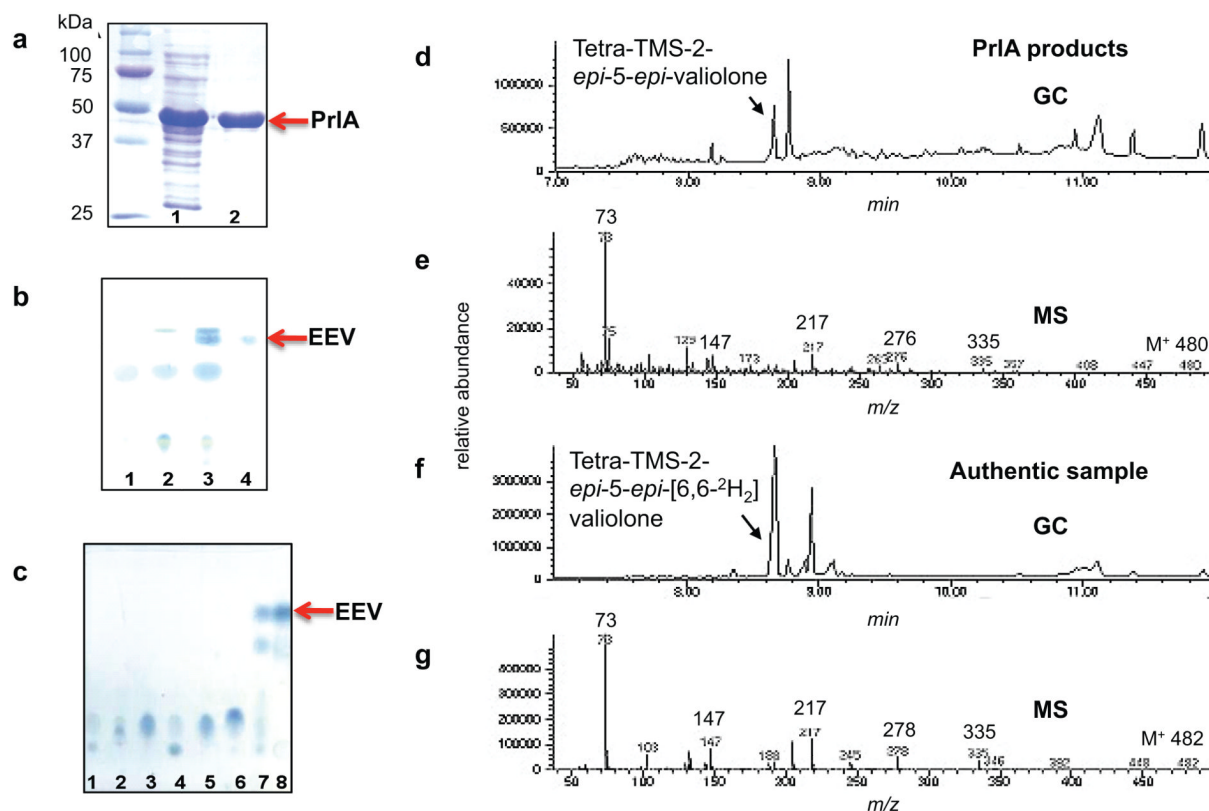 a
kDa
100
75
50
37
25
PrlA
1 2
b
EEV
1 2 3 4
c
EEV
1 2 3 4 5 6 7 8
d
Tetra-TMS-2-
epi-5-epi-valiolone
PrlA products
GC
1000000
500000
0
7.00 8.00 9.00 10.00 11.00
min
e
73
73
75
129
147
173
217
217
276
276
335
335
408
447
480
M+ 480
MS
40000
20000
0
50 100 150 200 250 300 350 400 450
m/z
relative abundance
f
Tetra-TMS-2-
epi-5-epi-[6,6-²H₂]
valiolone
Authentic sample
GC
3000000
2000000
1000000
0
8.00 9.00 10.00 11.00
min
g
73
73
103
147
147
188
217
217
245
278
278
335
335
346
382
448
482
M+ 482
MS
400000
300000
200000
100000
0
50 100 150 200 250 300 350 400 450
m/z